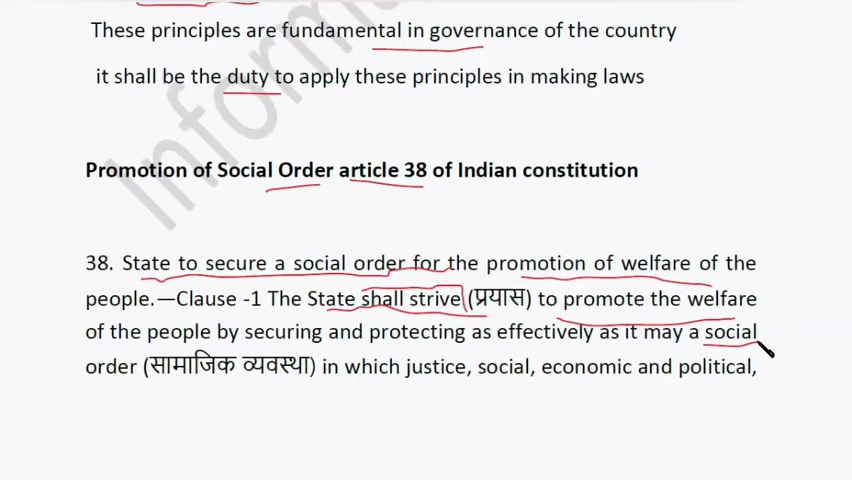 These principles are fundamental in governance of the country
it shall be the duty to apply these principles in making laws
Promotion of Social Order article 38 of Indian constitution
38. State to secure a social order for the promotion of welfare of the
people.—Clause -1 The State shall strive (प्रयास) to promote the welfare
of the people by securing and protecting as effectively as it may a social
order (सामाजिक व्यवस्था) in which justice, social, economic and political,